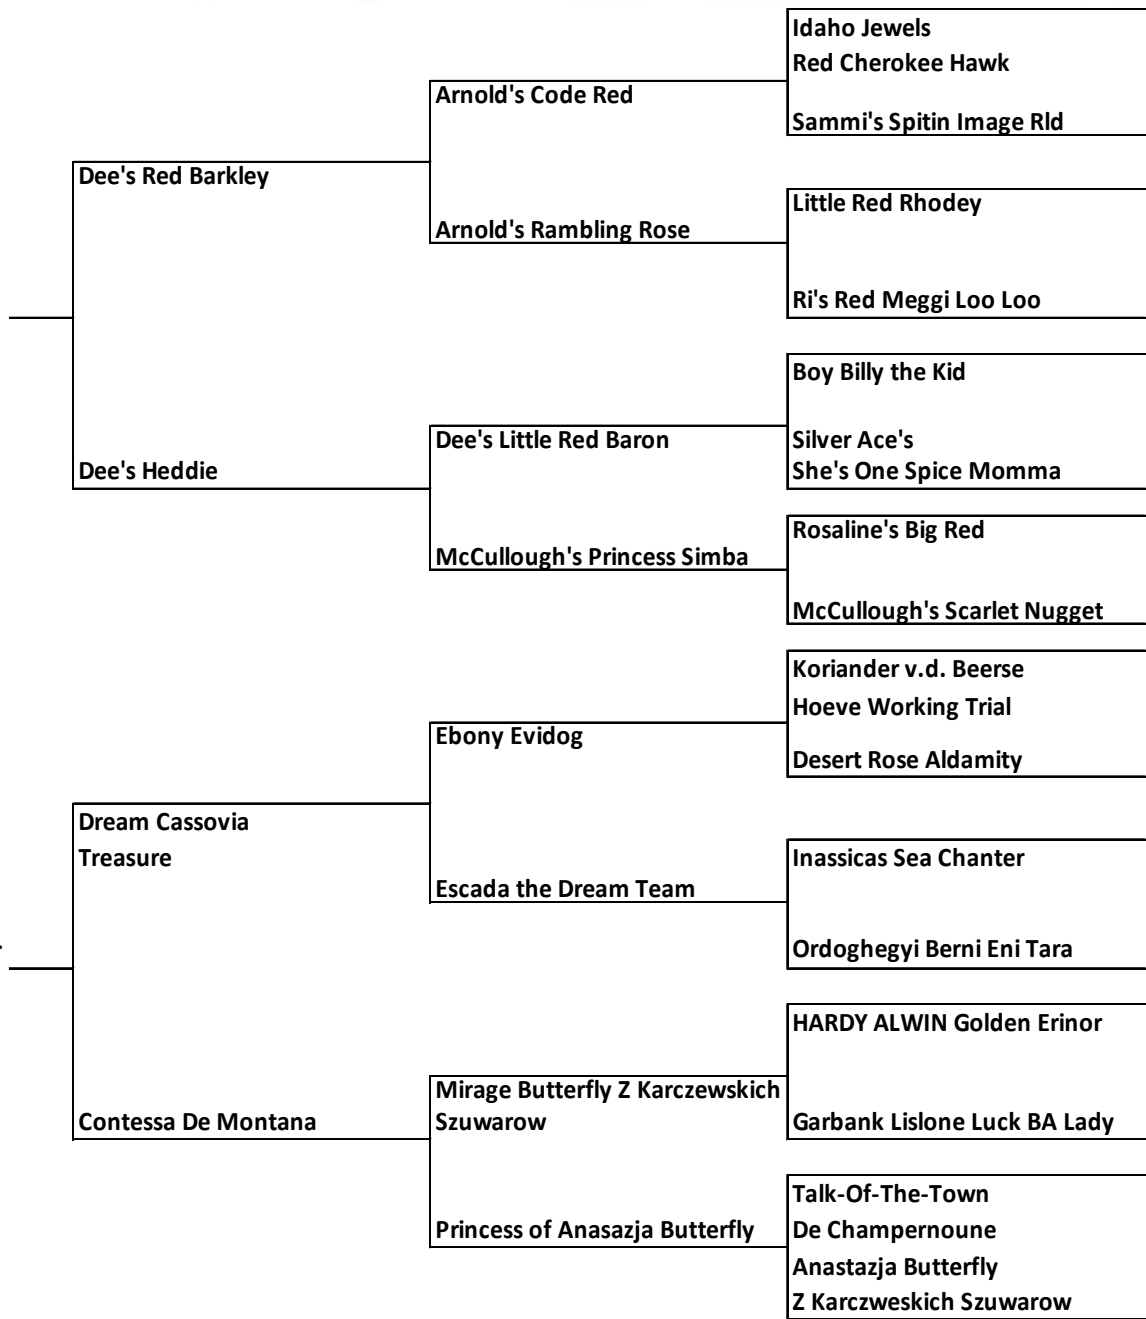 Idaho Jewels
Red Cherokee Hawk
Arnold's Code Red
Sammi's Spitin Image Rld
Dee's Red Barkley
Little Red Rhodey
Arnold's Rambling Rose
Ri's Red Meggi Loo Loo
Boy Billy the Kid
Dee's Little Red Baron
Silver Ace's
Dee's Heddie
She's One Spice Momma
Rosaline's Big Red
McCullough's Princess Simba
McCullough's Scarlet Nugget
Koriander v.d. Beerse
Hoeve Working Trial
Ebony Evidog
Desert Rose Aldamity
Dream Cassovia
Treasure
Inassicas Sea Chanter
Escada the Dream Team
Ordoghegyi Berni Eni Tara
HARDY ALWIN Golden Erinor
Mirage Butterfly Z Karczewskich
Szuwarow
Contessa De Montana
Garbank Lislone Luck BA Lady
Talk-Of-The-Town
De Champernoune
Princess of Anasazja Butterfly
Anastazja Butterfly
Z Karczweskich Szuwarow